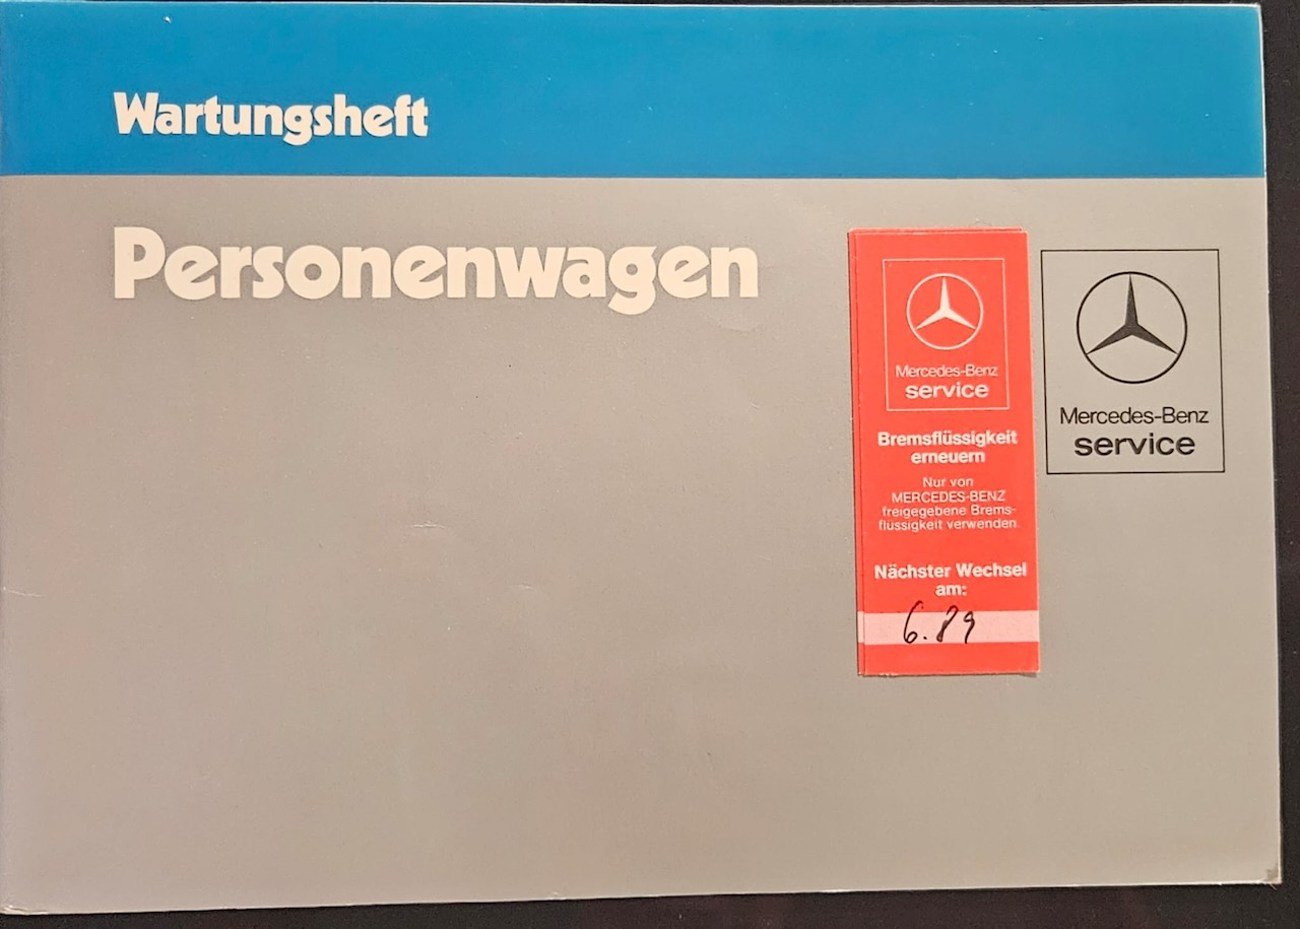 Wartungsheft
Personenwagen
Mercedes-Benz
service
Bremsflüssigkeit
erneuern
Nur von
MERCEDES-BENZ
freigegebene Brems-
flüssigkeit verwenden.
Nächster Wechsel
am:
6.89
Mercedes-Benz
service